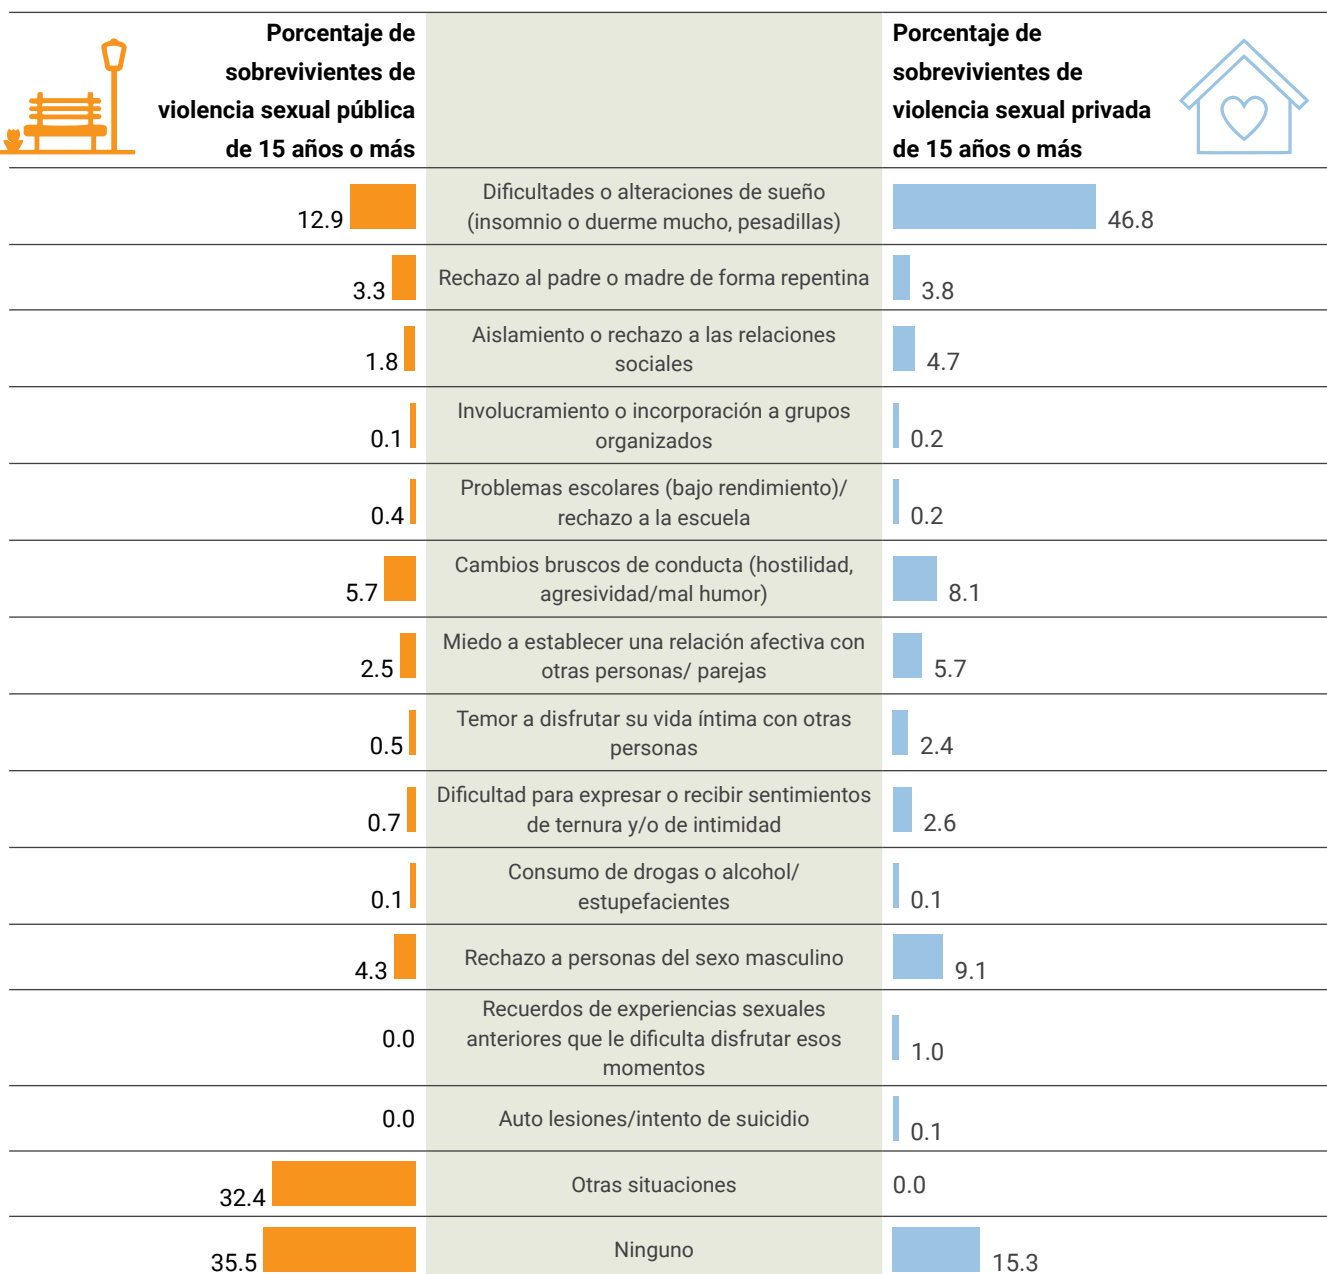 Porcentaje de
sobrevivientes de
violencia sexual pública
de 15 años o más
Porcentaje de
sobrevivientes de
violencia sexual privada
de 15 años o más
12.9
Dificultades o alteraciones de sueño
(insomnio o duerme mucho, pesadillas)
46.8
3.3
Rechazo al padre o madre de forma repentina
3.8
1.8
Aislamiento o rechazo a las relaciones
sociales
4.7
0.1
Involucramiento o incorporación a grupos
organizados
0.2
0.4
Problemas escolares (bajo rendimiento)/
rechazo a la escuela
0.2
5.7
Cambios bruscos de conducta (hostilidad,
agresividad/mal humor)
8.1
2.5
Miedo a establecer una relación afectiva con
otras personas/ parejas
5.7
0.5
Temor a disfrutar su vida íntima con otras
personas
2.4
0.7
Dificultad para expresar o recibir sentimientos
de ternura y/o de intimidad
2.6
0.1
Consumo de drogas o alcohol/
estupefacientes
0.1
4.3
Rechazo a personas del sexo masculino
9.1
0.0
Recuerdos de experiencias sexuales
anteriores que le dificulta disfrutar esos
momentos
1.0
0.0
Auto lesiones/intento de suicidio
0.1
32.4
Otras situaciones
0.0
35.5
Ninguno
15.3